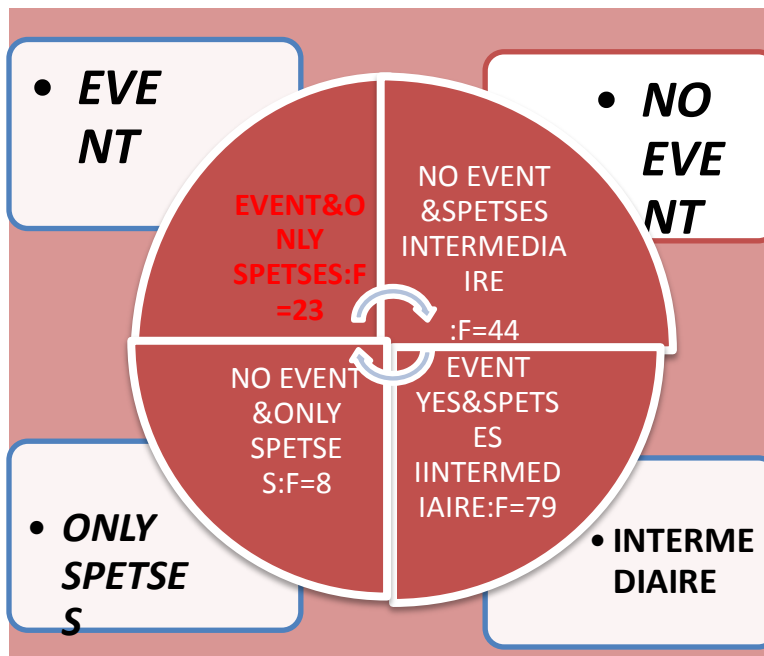 • EVE
NT
• NO
EVE
NT
EVENT&O
NLY
SPETSES:F
=23
NO EVENT
&SPETSES
INTERMEDIA
IRE
:F=44
NO EVENT
&ONLY
SPETSE
S:F=8
EVENT
YES&SPETS
ES
IINTERMED
IAIRE:F=79
• ONLY
SPETSE
S
• INTERME
DIAIRE